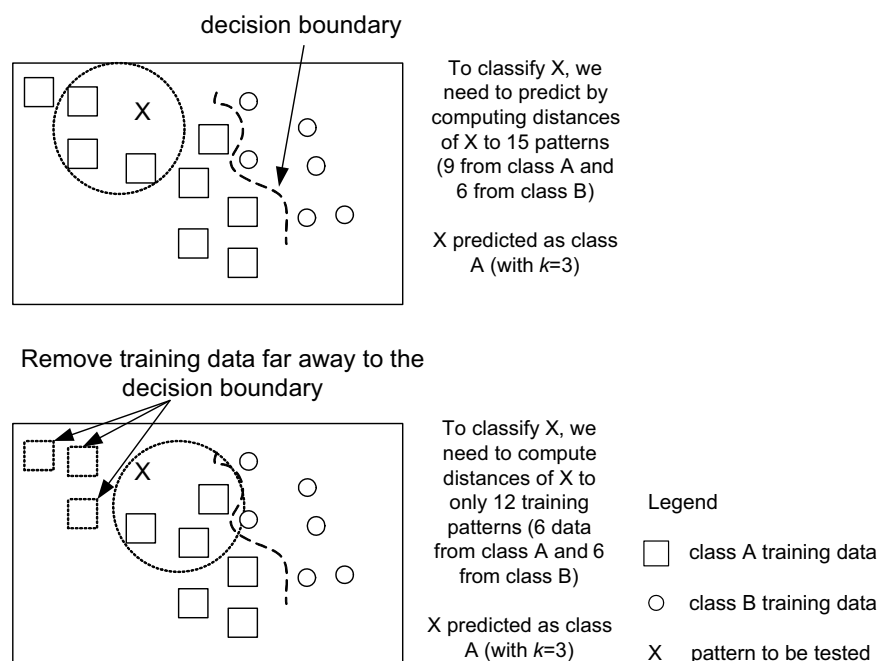 decision boundary
X
To classify X, we
need to predict by
computing distances
of X to 15 patterns
(9 from class A and
6 from class B)
X predicted as class
A (with k=3)
Remove training data far away to the
decision boundary
X
To classify X, we
need to compute
distances of X to
only 12 training
patterns (6 data
from class A and 6
from class B)
X predicted as class
A (with k=3)
Legend
class A training data
class B training data
X pattern to be tested